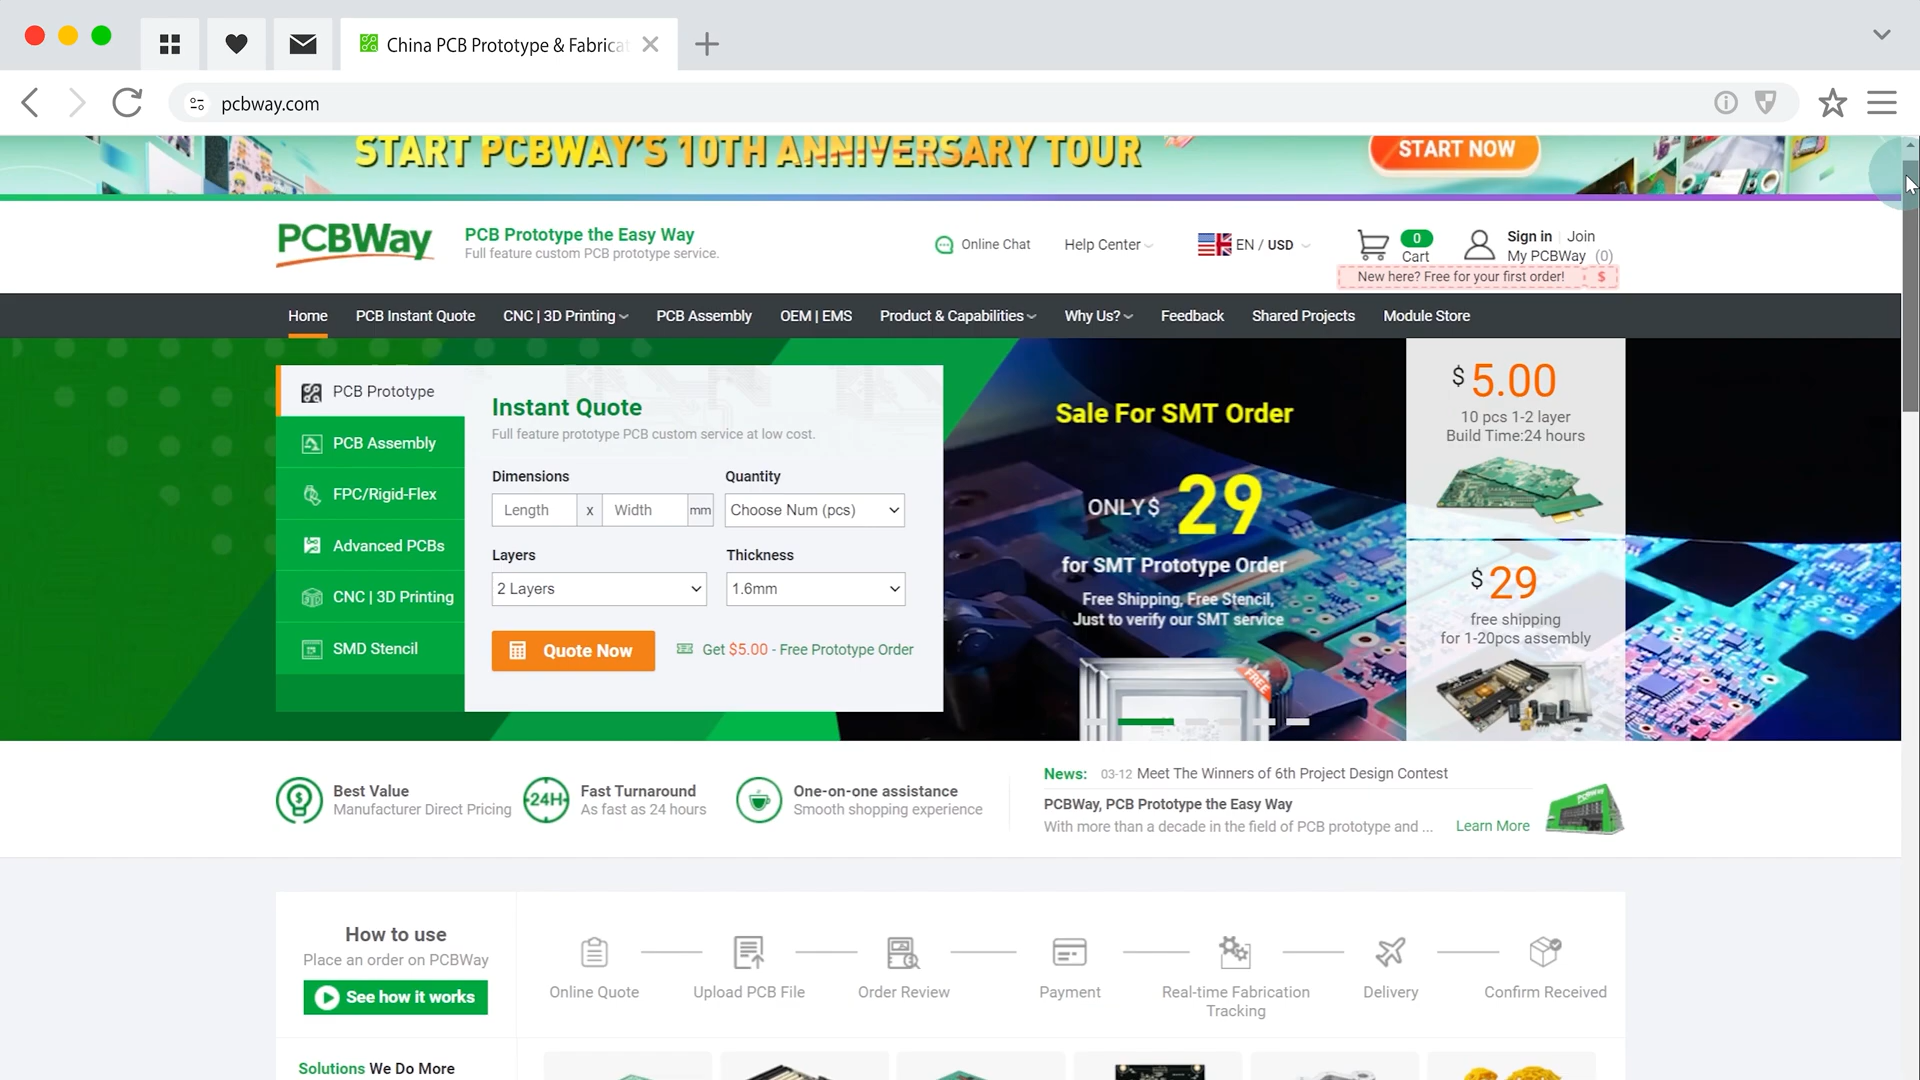 China PCB Prototype & Fabricat
pcbway.com
START PCBWAY'S 10TH ANNIVERSARY TOUR
START NOW
PCBWay
PCB Prototype the Easy Way
Full feature custom PCB prototype service.
Online Chat
Help Center
EN / USD
0
Cart
Sign in
Join
My PCBWay (0)
New here? Free for your first order! $
Home
PCB Instant Quote
CNC | 3D Printing
PCB Assembly
OEM | EMS
Product & Capabilities
Why Us?
Feedback
Shared Projects
Module Store
PCB Prototype
PCB Assembly
FPC/Rigid-Flex
Advanced PCBs
CNC | 3D Printing
SMD Stencil
Instant Quote
Full feature prototype PCB custom service at low cost.
Dimensions
Quantity
Length x Width mm
Choose Num (pcs)
Layers
Thickness
2 Layers
1.6mm
Quote Now
Get $5.00 - Free Prototype Order
Sale For SMT Order
ONLY $ 29
for SMT Prototype Order
Free Shipping, Free Stencil,
Just to verify our SMT service
FREE
$ 5.00
10 pcs 1-2 layer
Build Time:24 hours
$ 29
free shipping
for 1-20pcs assembly
Best Value
Manufacturer Direct Pricing
24H
Fast Turnaround
As fast as 24 hours
One-on-one assistance
Smooth shopping experience
News: 03-12 Meet The Winners of 6th Project Design Contest
PCBWay, PCB Prototype the Easy Way
With more than a decade in the field of PCB prototype and ... Learn More
PCBWay
How to use
Place an order on PCBWay
See how it works
Online Quote
Upload PCB File
Order Review
Payment
Real-time Fabrication
Tracking
Delivery
Confirm Received
Solutions We Do More